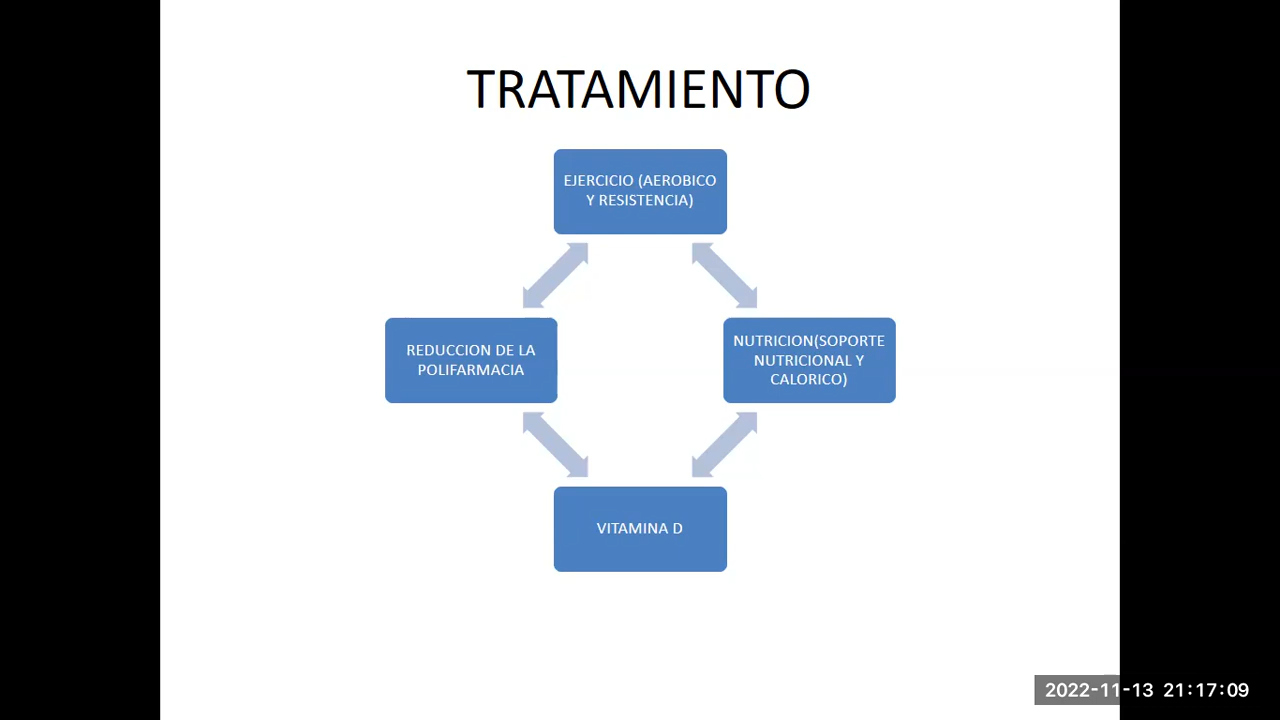 TRATAMIENTO
EJERCICIO (AEROBICO
Y RESISTENCIA)
REDUCCION DE LA
POLIFARMACIA
NUTRICION(SOPORTE
NUTRICIONAL Y
CALORICO)
VITAMINA D
2022-11-13 21:17:09